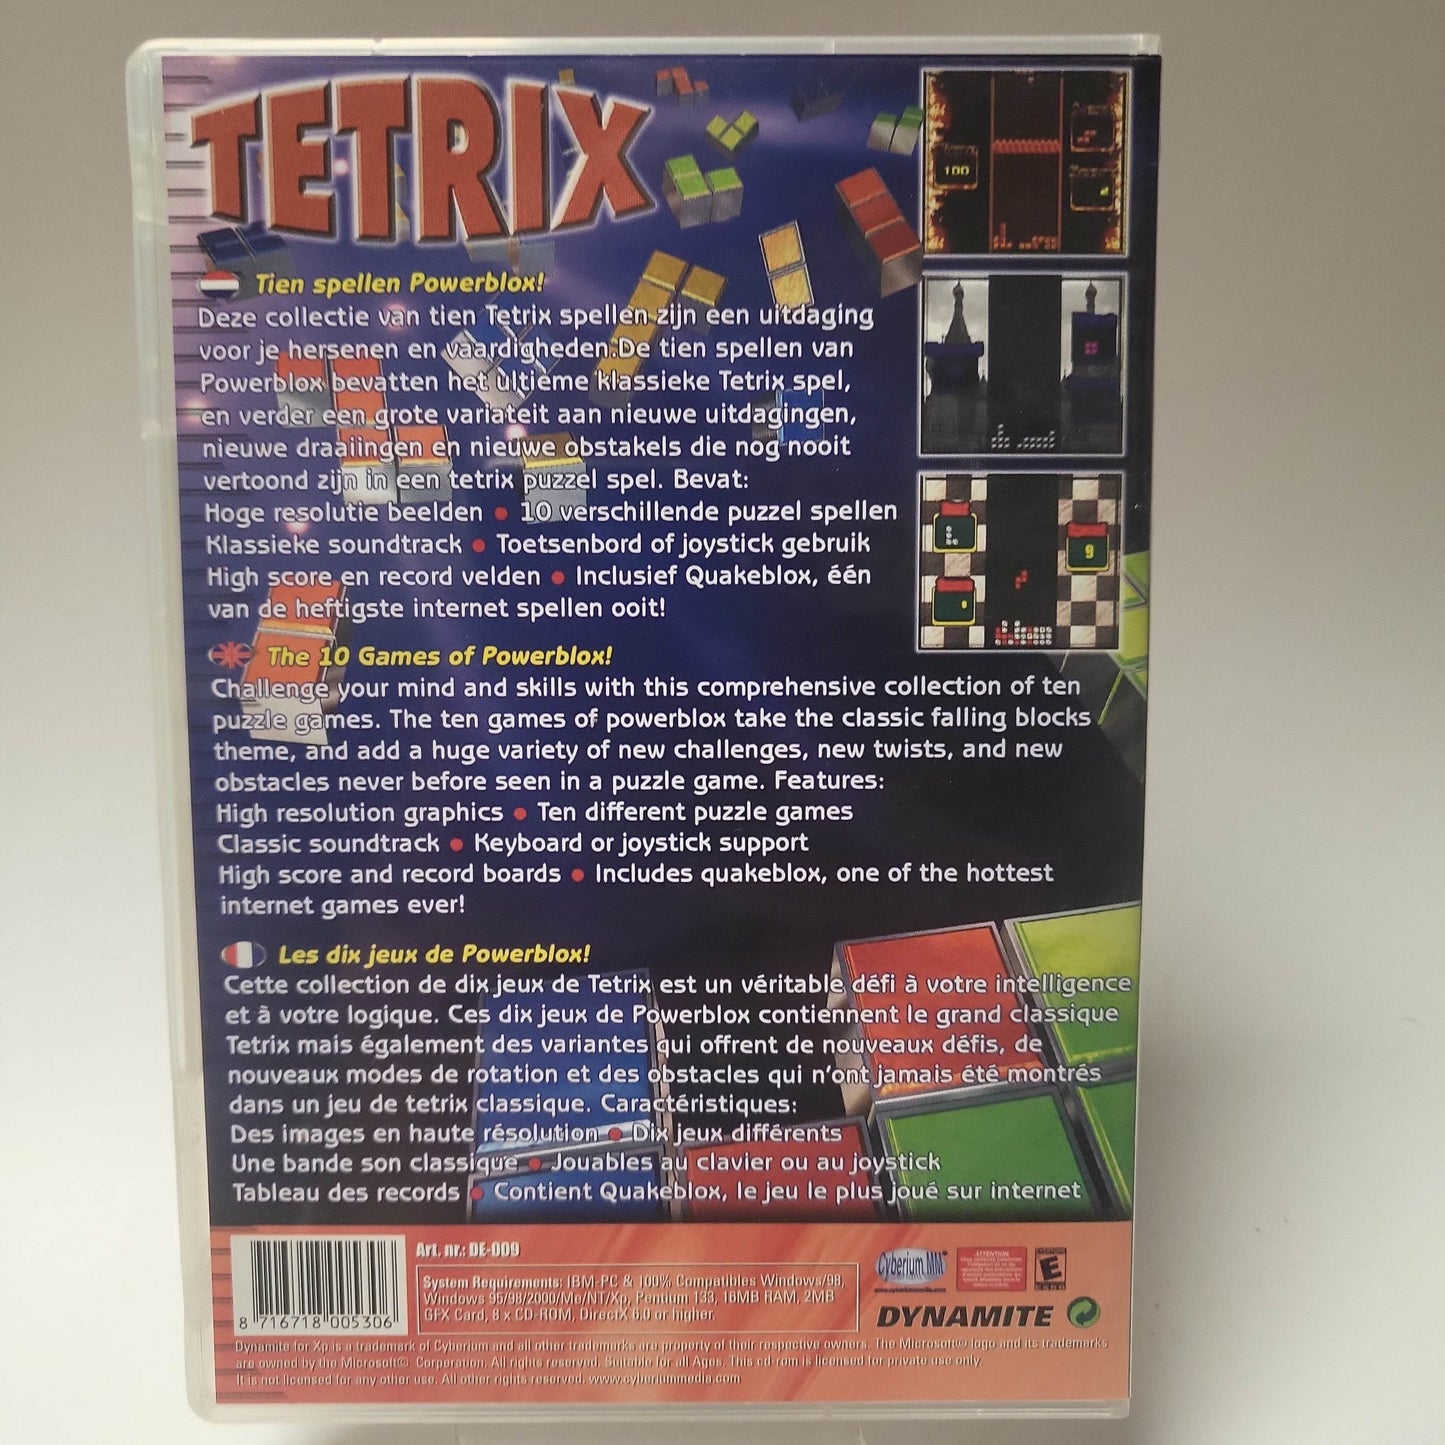 TETRIX
100
Tien spellen Powerblox!
Deze collectie van tien Tetrix spellen zijn een uitdaging
voor je hersenen en vaardigheden.De tien spellen van
Powerblox bevatten het ultieme klassieke Tetrix spel,
en verder een grote variateit aan nieuwe uitdagingen,
nieuwe draaiingen en nieuwe obstakels die nog nooit
vertoond zijn in een tetrix puzzel spel. Bevat:
Hoge resolutie beelden • 10 verschillende puzzel spellen
Klassieke soundtrack • Toetsenbord of joystick gebruik
High score en record velden • Inclusief Quakeblox, één
van de heftigste internet spellen ooit!
9
The 10 Games of Powerblox!
Challenge your mind and skills with this comprehensive collection of ten
puzzle games. The ten games of powerblox take the classic falling blocks
theme, and add a huge variety of new challenges, new twists, and new
obstacles never before seen in a puzzle game. Features:
High resolution graphics • Ten different puzzle games
Classic soundtrack • Keyboard or joystick support
High score and record boards • Includes quakeblox, one of the hottest
internet games ever!
Les dix jeux de Powerblox!
Cette collection de dix jeux de Tetrix est un véritable défi à votre intelligence
et à votre logique. Ces dix jeux de Powerblox contiennent le grand classique
Tetrix mais également des variantes qui offrent de nouveaux défis, de
nouveaux modes de rotation et des obstacles qui n'ont jamais été montrés
dans un jeu de tetrix classique. Caractéristiques:
Des images en haute résolution • Dix jeux différents
Une bande son classique • Jouables au clavier ou au joystick
Tableau des records • Contient Quakeblox, le jeu le plus joué sur internet
8 716718 005306
Art. nr.: DE-009
System Requirements: IBM-PC & 100% Compatibles Windows/98,
Windows 95/98/2000/Me/NT/Xp, Pentium 133, 16MB RAM, 2MB
GFX Card, 8 x CD-ROM, DirectX 6.0 or higher.
Cyberium MM
www.cyberiummedia.com
ATTENTION
EVERYONE
E
DYNAMITE
Dynamite for Xp is a trademark of Cyberium and all other trademarks are property of their respective owners. The Microsoft© logo and its trademarks
are owned by the Microsoft© Corporation. All rights reserved. Suitable for all Ages. This cd-rom is licensed for private use only.
It is not licensed for any other use. All other rights reserved. www.cyberiummedia.com